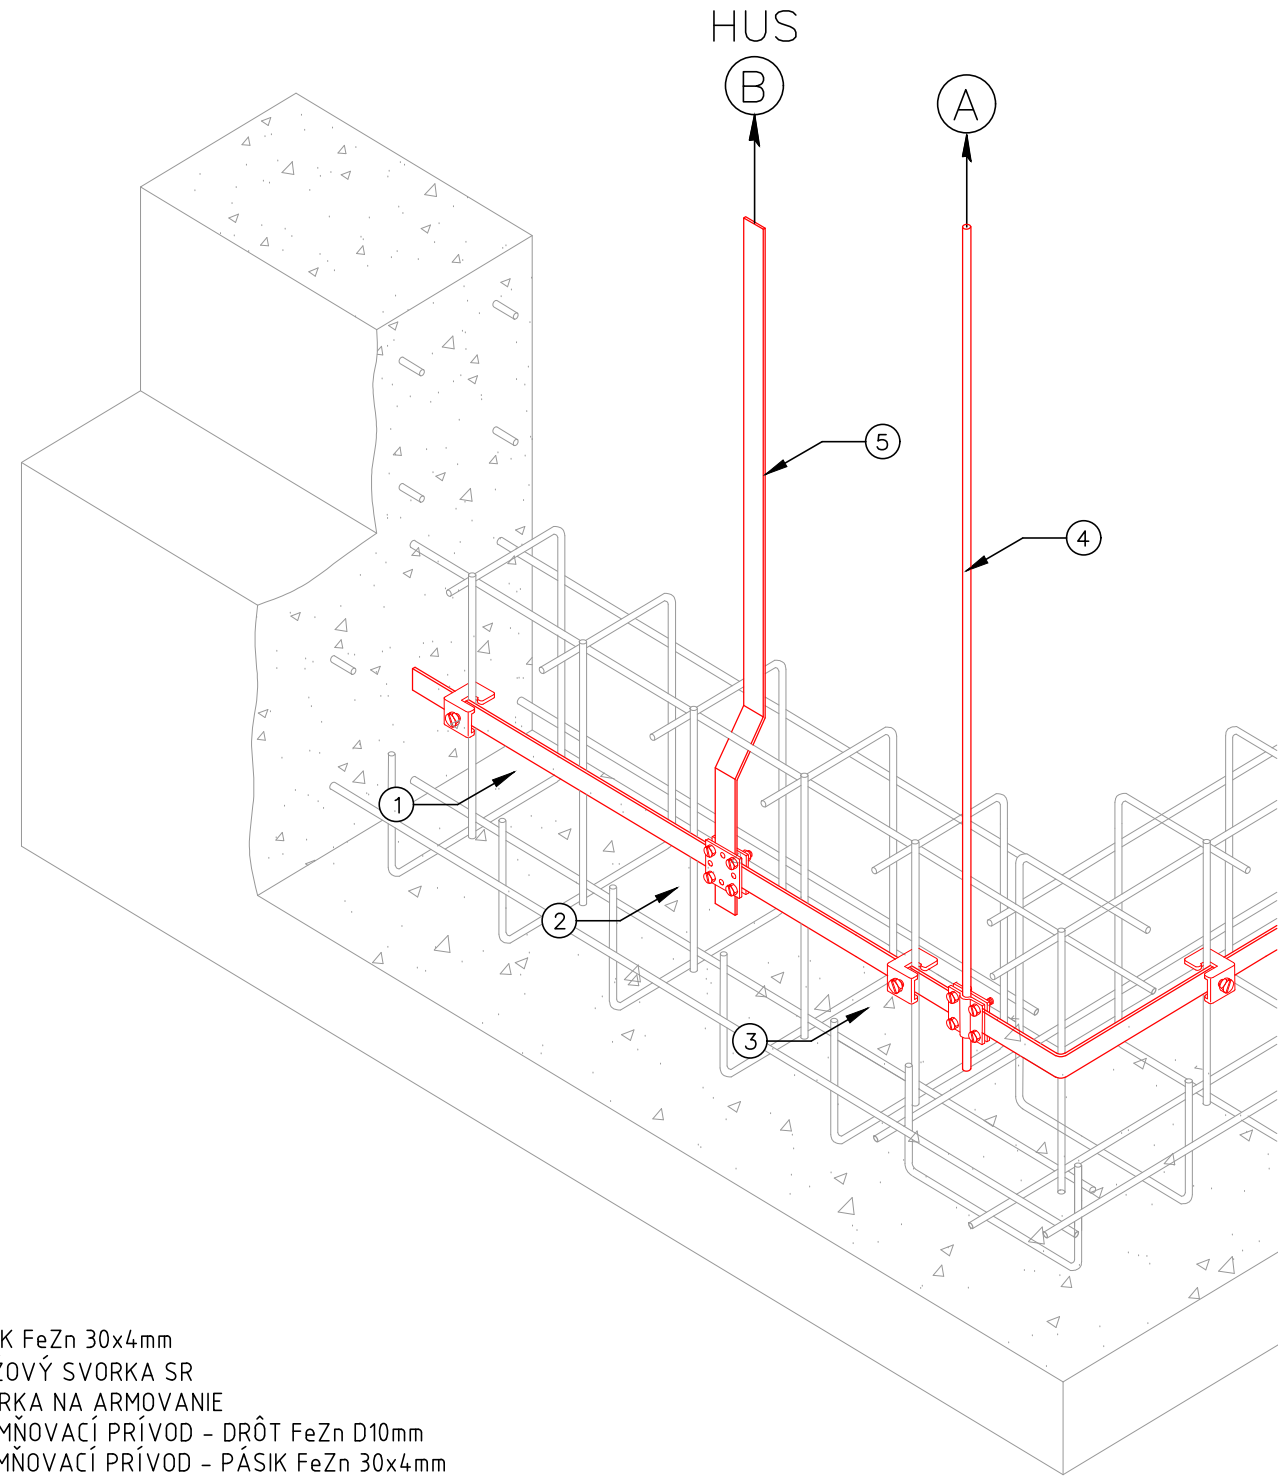 HUS
B
A
5
4
1
2
3
K FeZn 30x4mm
ZOVÝ SVORKA SR
RKA NA ARMOVANIE
MŇOVACÍ PRÍVOD - DRÔT FeZn D10mm
MŇOVACÍ PRÍVOD - PÁSIK FeZn 30x4mm